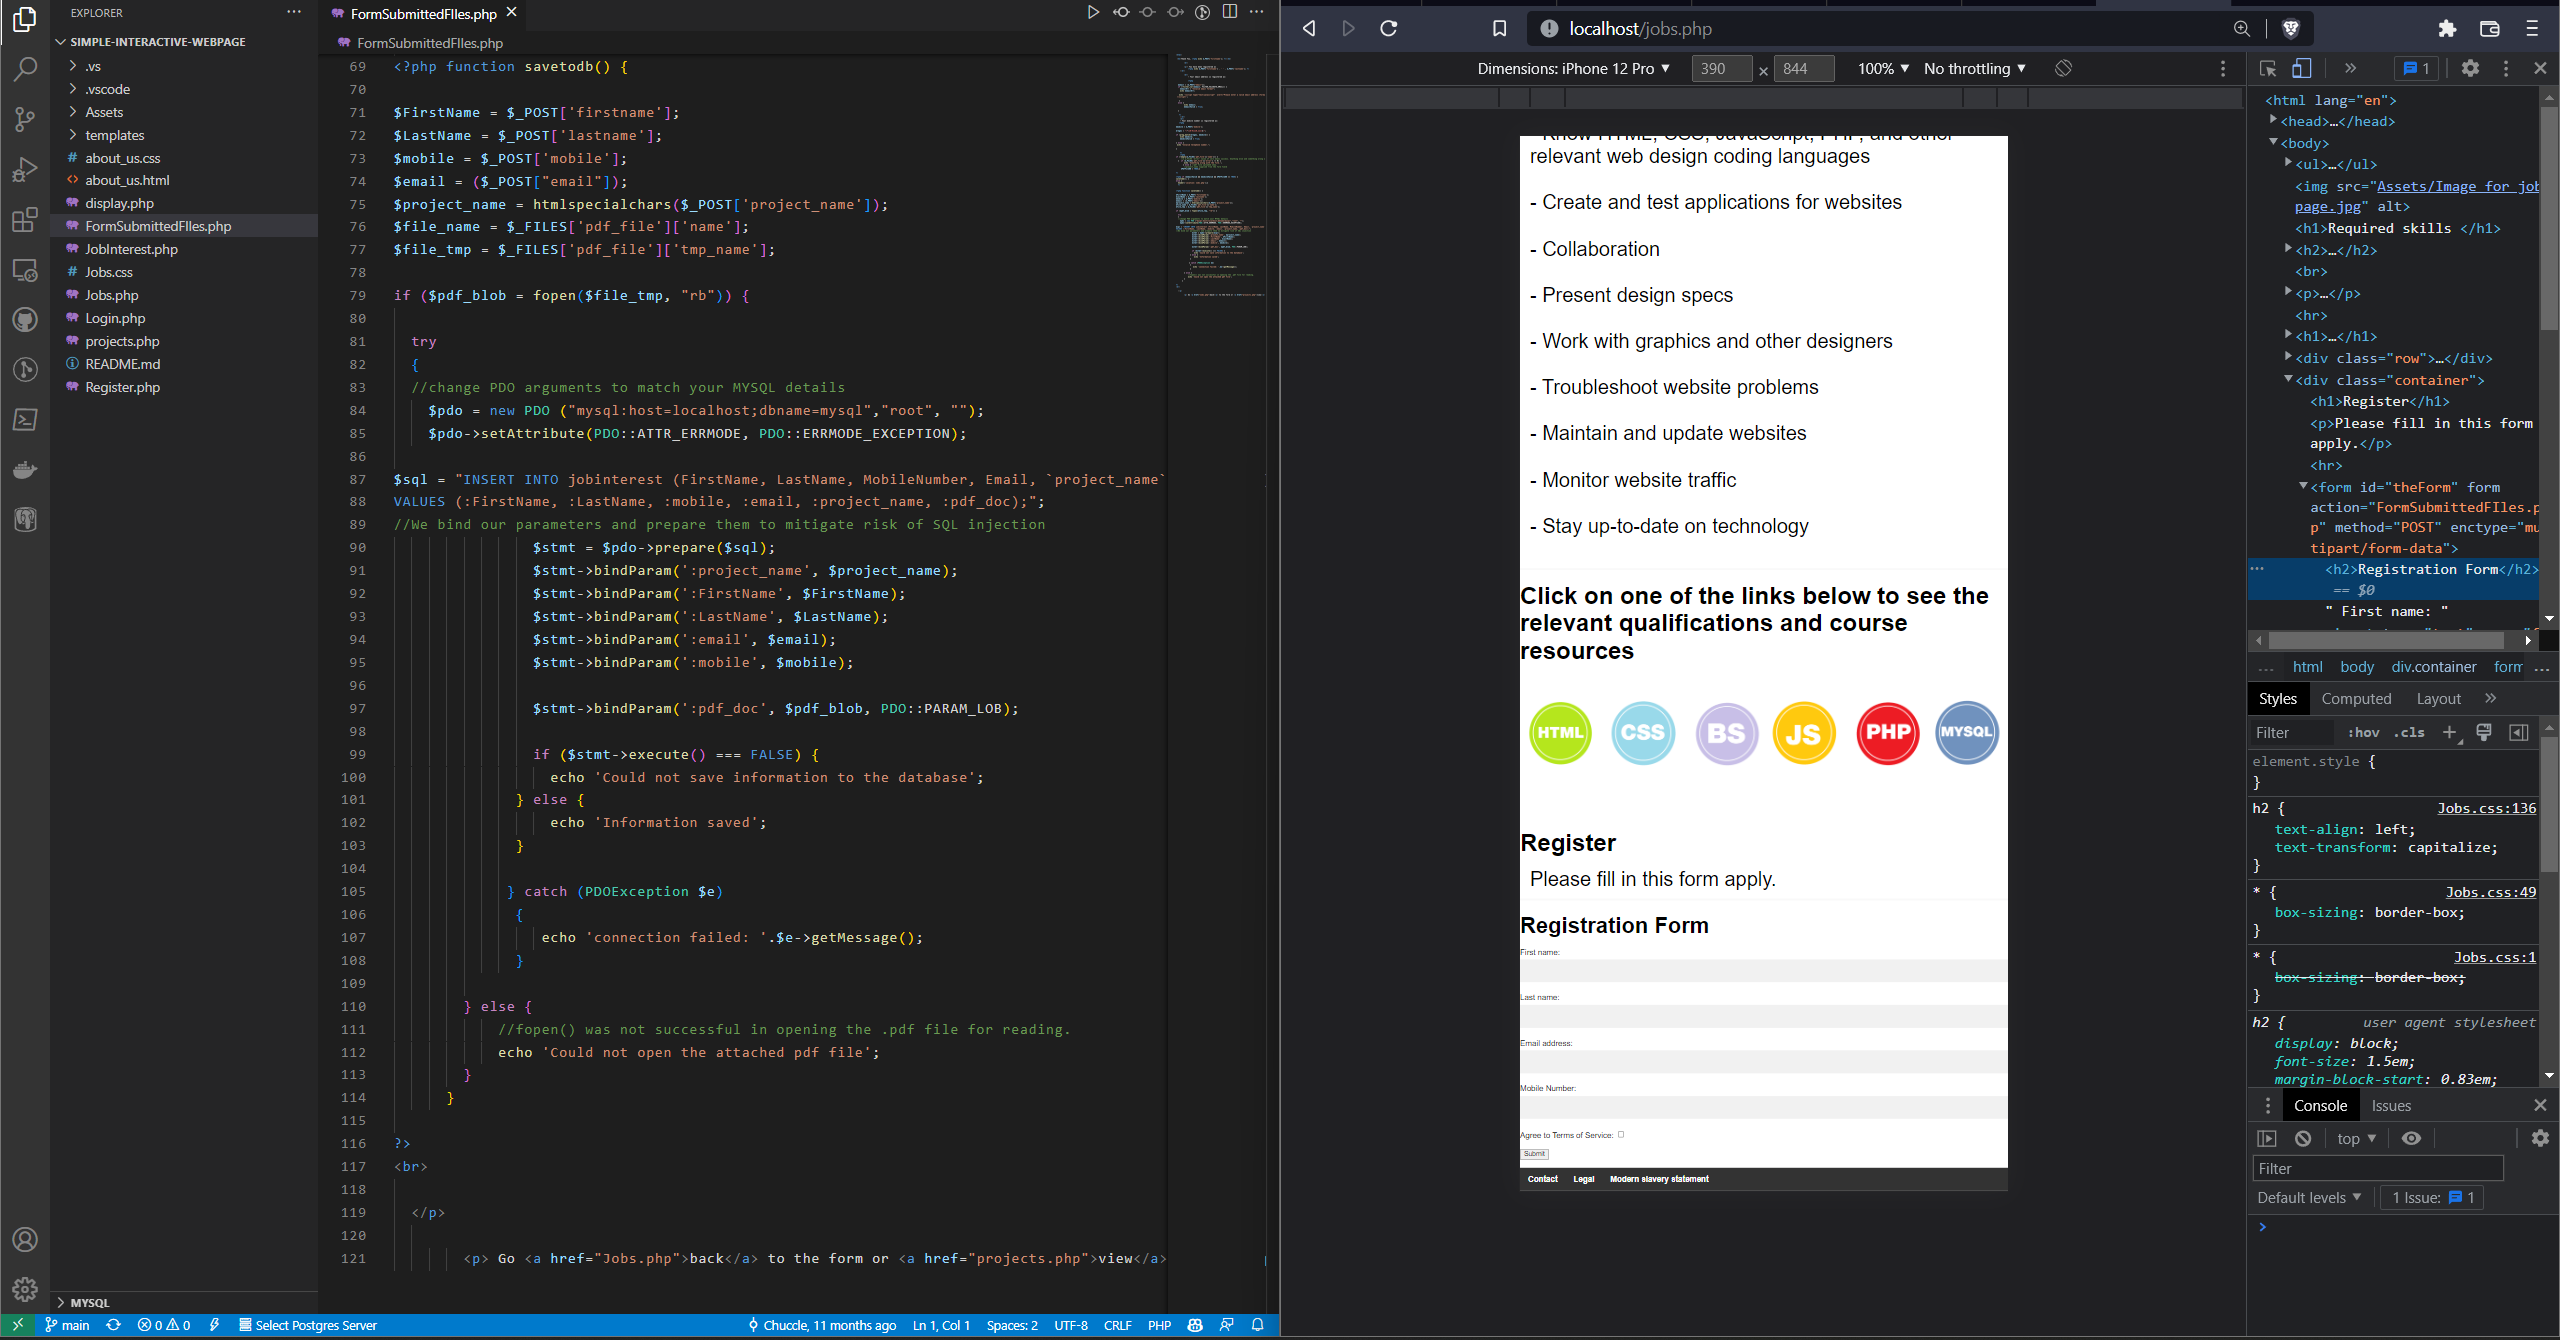 EXPLORER
SIMPLE-INTERACTIVE-WEBPAGE
.vs
.vscode
Assets
templates
about_us.css
about_us.html
display.php
FormSubmittedFIles.php
JobInterest.php
Jobs.css
Jobs.php
Login.php
projects.php
README.md
Register.php
MYSQL
FormSubmittedFIles.php
FormSubmittedFIles.php
69 <?php function savetodb() {
70
71 $FirstName = $_POST['firstname'];
72 $LastName = $_POST['lastname'];
73 $mobile = $_POST['mobile'];
74 $email = ($_POST["email"]);
75 $project_name = htmlspecialchars($_POST['project_name']);
76 $file_name = $_FILES['pdf_file']['name'];
77 $file_tmp = $_FILES['pdf_file']['tmp_name'];
78
79 if ($pdf_blob = fopen($file_tmp, "rb")) {
80
81 try
82 {
83 //change PDO arguments to match your MYSQL details
84 $pdo = new PDO ("mysql:host=localhost;dbname=mysql","root", "");
85 $pdo->setAttribute(PDO::ATTR_ERRMODE, PDO::ERRMODE_EXCEPTION);
86
87 $sql = "INSERT INTO jobinterest (FirstName, LastName, MobileNumber, Email, `project_name`
88 VALUES (:FirstName, :LastName, :mobile, :email, :project_name, :pdf_doc);";
89 //We bind our parameters and prepare them to mitigate risk of SQL injection
90 $stmt = $pdo->prepare($sql);
91 $stmt->bindParam(':project_name', $project_name);
92 $stmt->bindParam(':FirstName', $FirstName);
93 $stmt->bindParam(':LastName', $LastName);
94 $stmt->bindParam(':email', $email);
95 $stmt->bindParam(':mobile', $mobile);
96
97 $stmt->bindParam(':pdf_doc', $pdf_blob, PDO::PARAM_LOB);
98
99 if ($stmt->execute() === FALSE) {
100 echo 'Could not save information to the database';
101 } else {
102 echo 'Information saved';
103 }
104
105 } catch (PDOException $e)
106 {
107 echo 'connection failed: '.$e->getMessage();
108 }
109
110 } else {
111 //fopen() was not successful in opening the .pdf file for reading.
112 echo 'Could not open the attached pdf file';
113 }
114 }
115
116 ?>
117 <br>
118
119 </p>
120
121 <p> Go <a href="Jobs.php">back</a> to the form or <a href="projects.php">view</a>
main 0 0 Select Postgres Server Chuccle, 11 months ago Ln 1, Col 1 Spaces: 2 UTF-8 CRLF PHP
localhost/jobs.php
Dimensions: iPhone 12 Pro 390 x 844 100% No throttling
- Know HTML, CSS, JavaScript, PHP, and other
relevant web design coding languages
- Create and test applications for websites
- Collaboration
- Present design specs
- Work with graphics and other designers
- Troubleshoot website problems
- Maintain and update websites
- Monitor website traffic
- Stay up-to-date on technology
Click on one of the links below to see the
relevant qualifications and course
resources
HTML CSS BS JS PHP MYSQL
Register
Please fill in this form apply.
Registration Form
First name:
Last name:
Email address:
Mobile Number:
Agree to Terms of Service:
Submit
Contact Legal Modern slavery statement
1
<html lang="en">
<head>…</head>
<body>
<ul>…</ul>
<img src="Assets/Image for job
page.jpg" alt>
<h1>Required skills </h1>
<h2>…</h2>
<br>
<p>…</p>
<hr>
<h1>…</h1>
<div class="row">…</div>
<div class="container">
<h1>Register</h1>
<p>Please fill in this form
apply.</p>
<hr>
<form id="theForm" form
action="FormSubmittedFIles.p
p" method="POST" enctype="mu
tipart/form-data">
<h2>Registration Form</h2>
== $0
" First name: "
... html body div.container form ...
Styles Computed Layout
Filter :hov .cls
element.style {
}
h2 { Jobs.css:136
text-align: left;
text-transform: capitalize;
}
* { Jobs.css:49
box-sizing: border-box;
}
* { Jobs.css:1
box-sizing: border-box;
}
h2 { user agent stylesheet
display: block;
font-size: 1.5em;
margin-block-start: 0.83em;
Console Issues
top
Filter
Default levels 1 Issue: 1